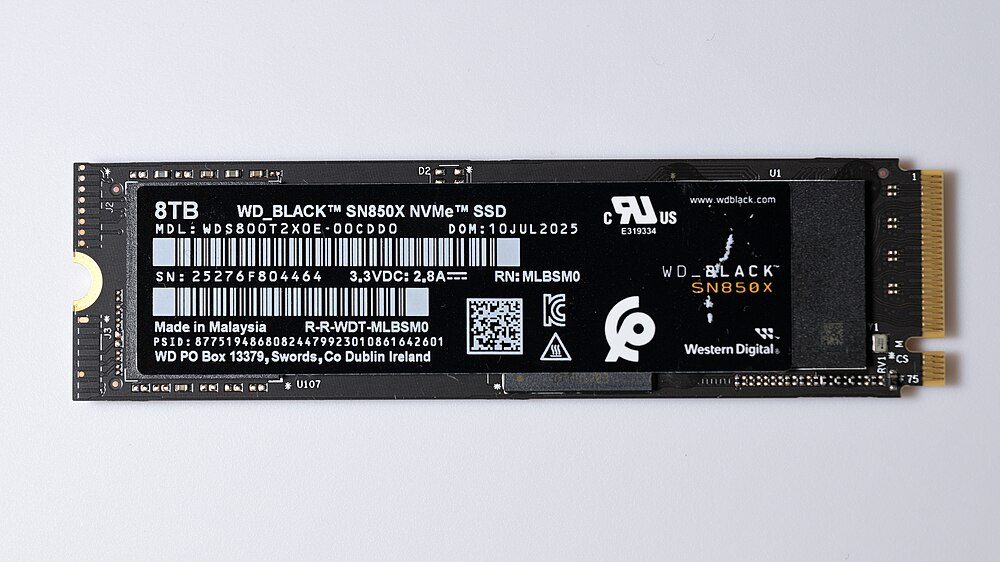 D2
U1
1
J2
8TB WD_BLACK™ SN850X NVMe™ SSD
MDL: WDS800T2X0E-00CDD0 DOM:10JUL2025
SN: 25276F804464 3.3VDC: 2.8A RN: MLBSM0
Made in Malaysia R-R-WDT-MLBSM0
PSID: 87751948680824479923010861642601
WD PO Box 13379, Swords, Co Dublin Ireland
c RU US
E319334
www.wdblack.com
WD_BLACK™
SN850X
Western Digital®
J3
U107
1
M
CS
RV1
75